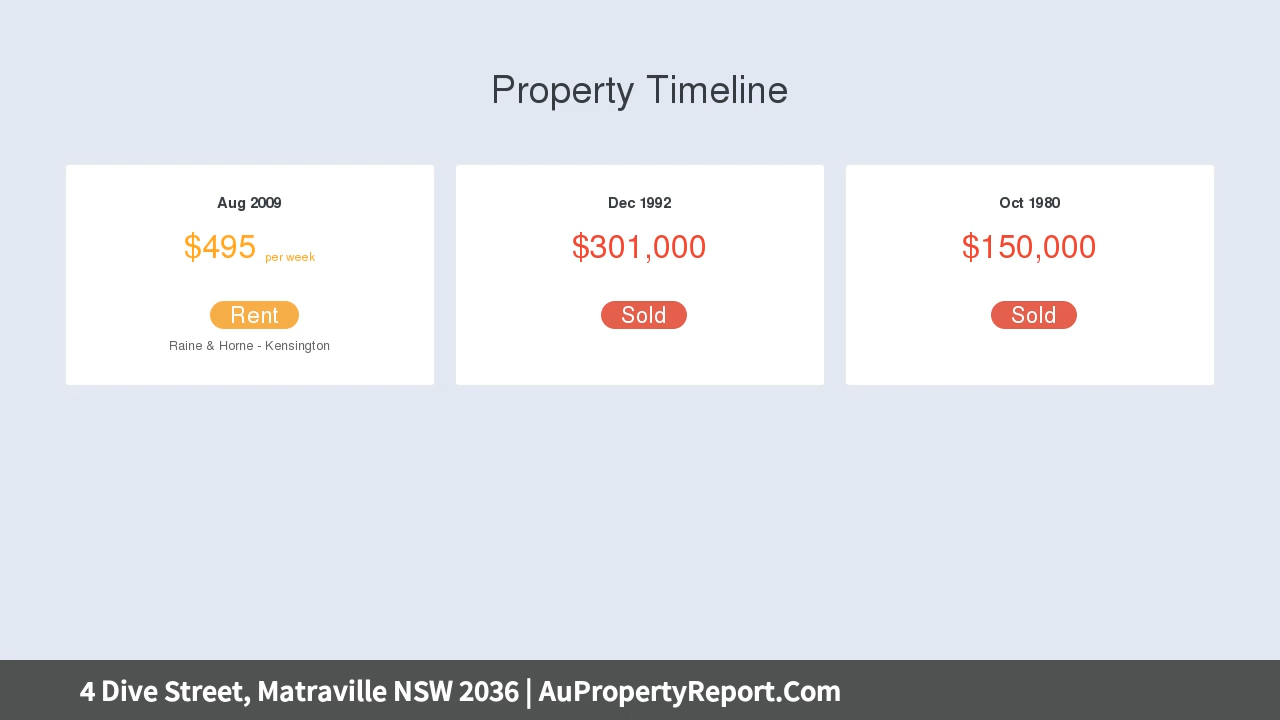 Property Timeline
Aug 2009
$495 per week
Rent
Raine & Horne - Kensington
Dec 1992
$301,000
Sold
Oct 1980
$150,000
Sold
4 Dive Street, Matraville NSW 2036 | AuPropertyReport.Com